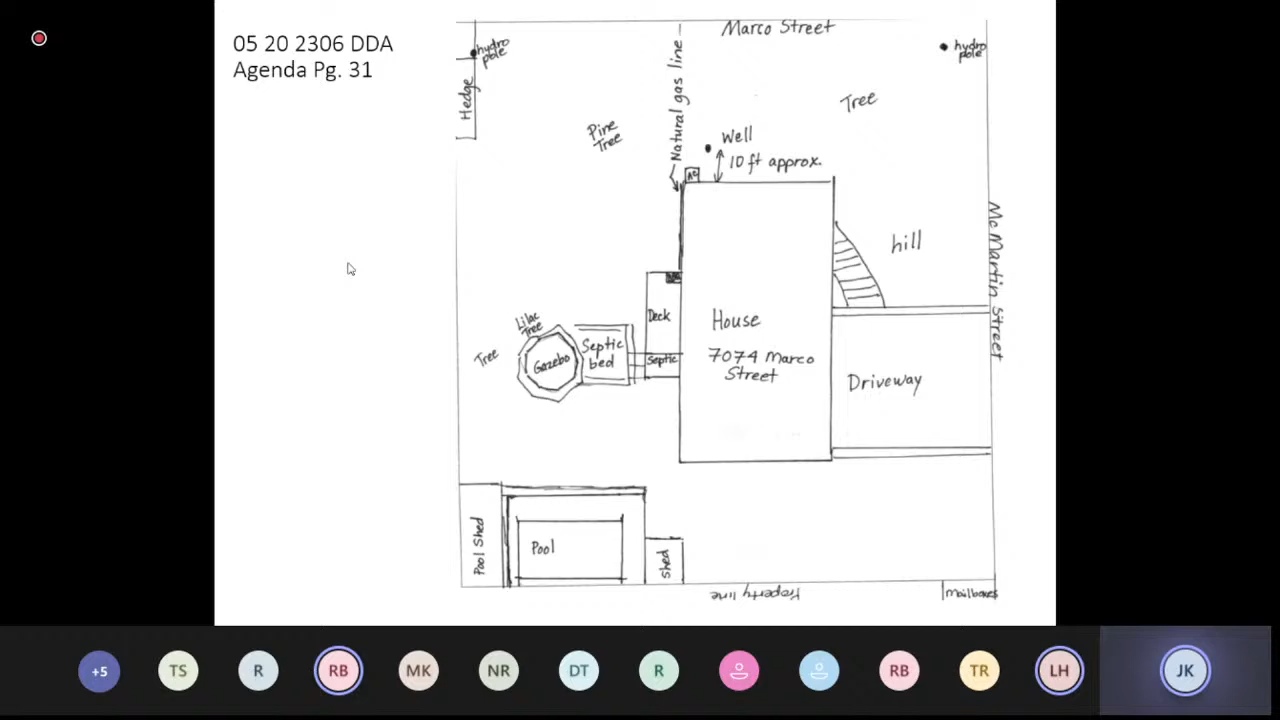 05 20 2306 DDA
Agenda Pg. 31
Marco Street
hydro
pole
hydro
pole
Hedge
Natural gas line
Tree
Pine
Tree
Well
10 ft approx.
AC
McMartin Street
hill
Lilac
Tree
Deck
House
Tree
Gazebo
Septic
bed
Septic
7074 Marco
Street
Driveway
Pool Shed
Pool
Shed
Property line
mailboxes
+5
TS
R
RB
MK
NR
DT
R
RB
TR
LH
JK